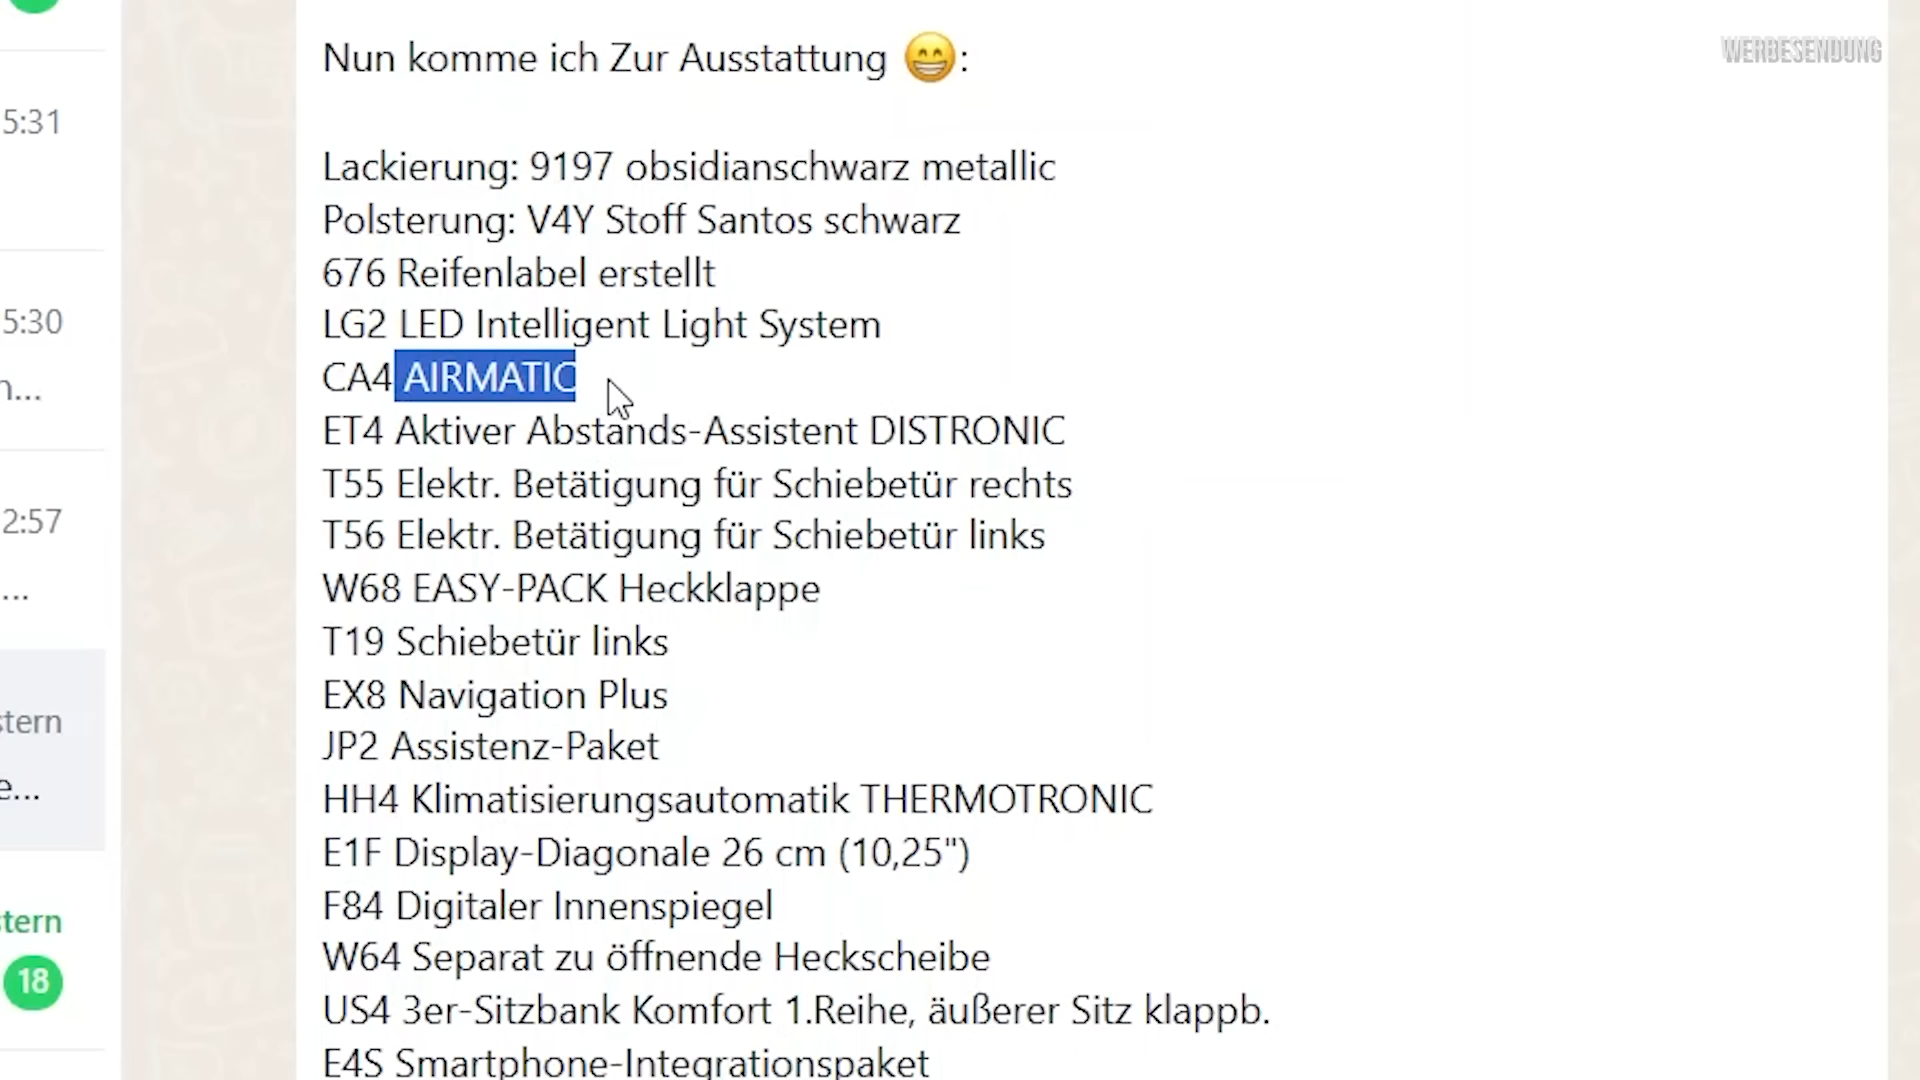 Nun komme ich Zur Ausstattung 😁:
WERBESENDUNG
5:31
Lackierung: 9197 obsidianschwarz metallic
Polsterung: V4Y Stoff Santos schwarz
676 Reifenlabel erstellt
5:30
LG2 LED Intelligent Light System
CA4 AIRMATIC
n...
ET4 Aktiver Abstands-Assistent DISTRONIC
T55 Elektr. Betätigung für Schiebetür rechts
2:57
T56 Elektr. Betätigung für Schiebetür links
...
W68 EASY-PACK Heckklappe
T19 Schiebetür links
EX8 Navigation Plus
stern
JP2 Assistenz-Paket
e...
HH4 Klimatisierungsautomatik THERMOTRONIC
E1F Display-Diagonale 26 cm (10,25")
F84 Digitaler Innenspiegel
stern
W64 Separat zu öffnende Heckscheibe
18
US4 3er-Sitzbank Komfort 1.Reihe, äußerer Sitz klappb.
E4S Smartphone-Integrationspaket